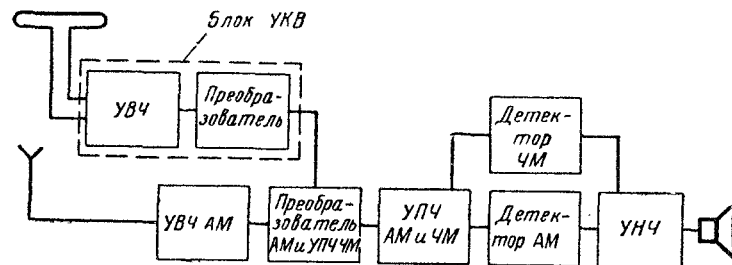 Блок УКВ
УВЧ
Преобра-
зователь
Детек-
тор
ЧМ
УВЧ АМ
Преобра-
зователь
АМ и УПЧ ЧМ
УПЧ
АМ и ЧМ
Детек-
тор АМ
УНЧ